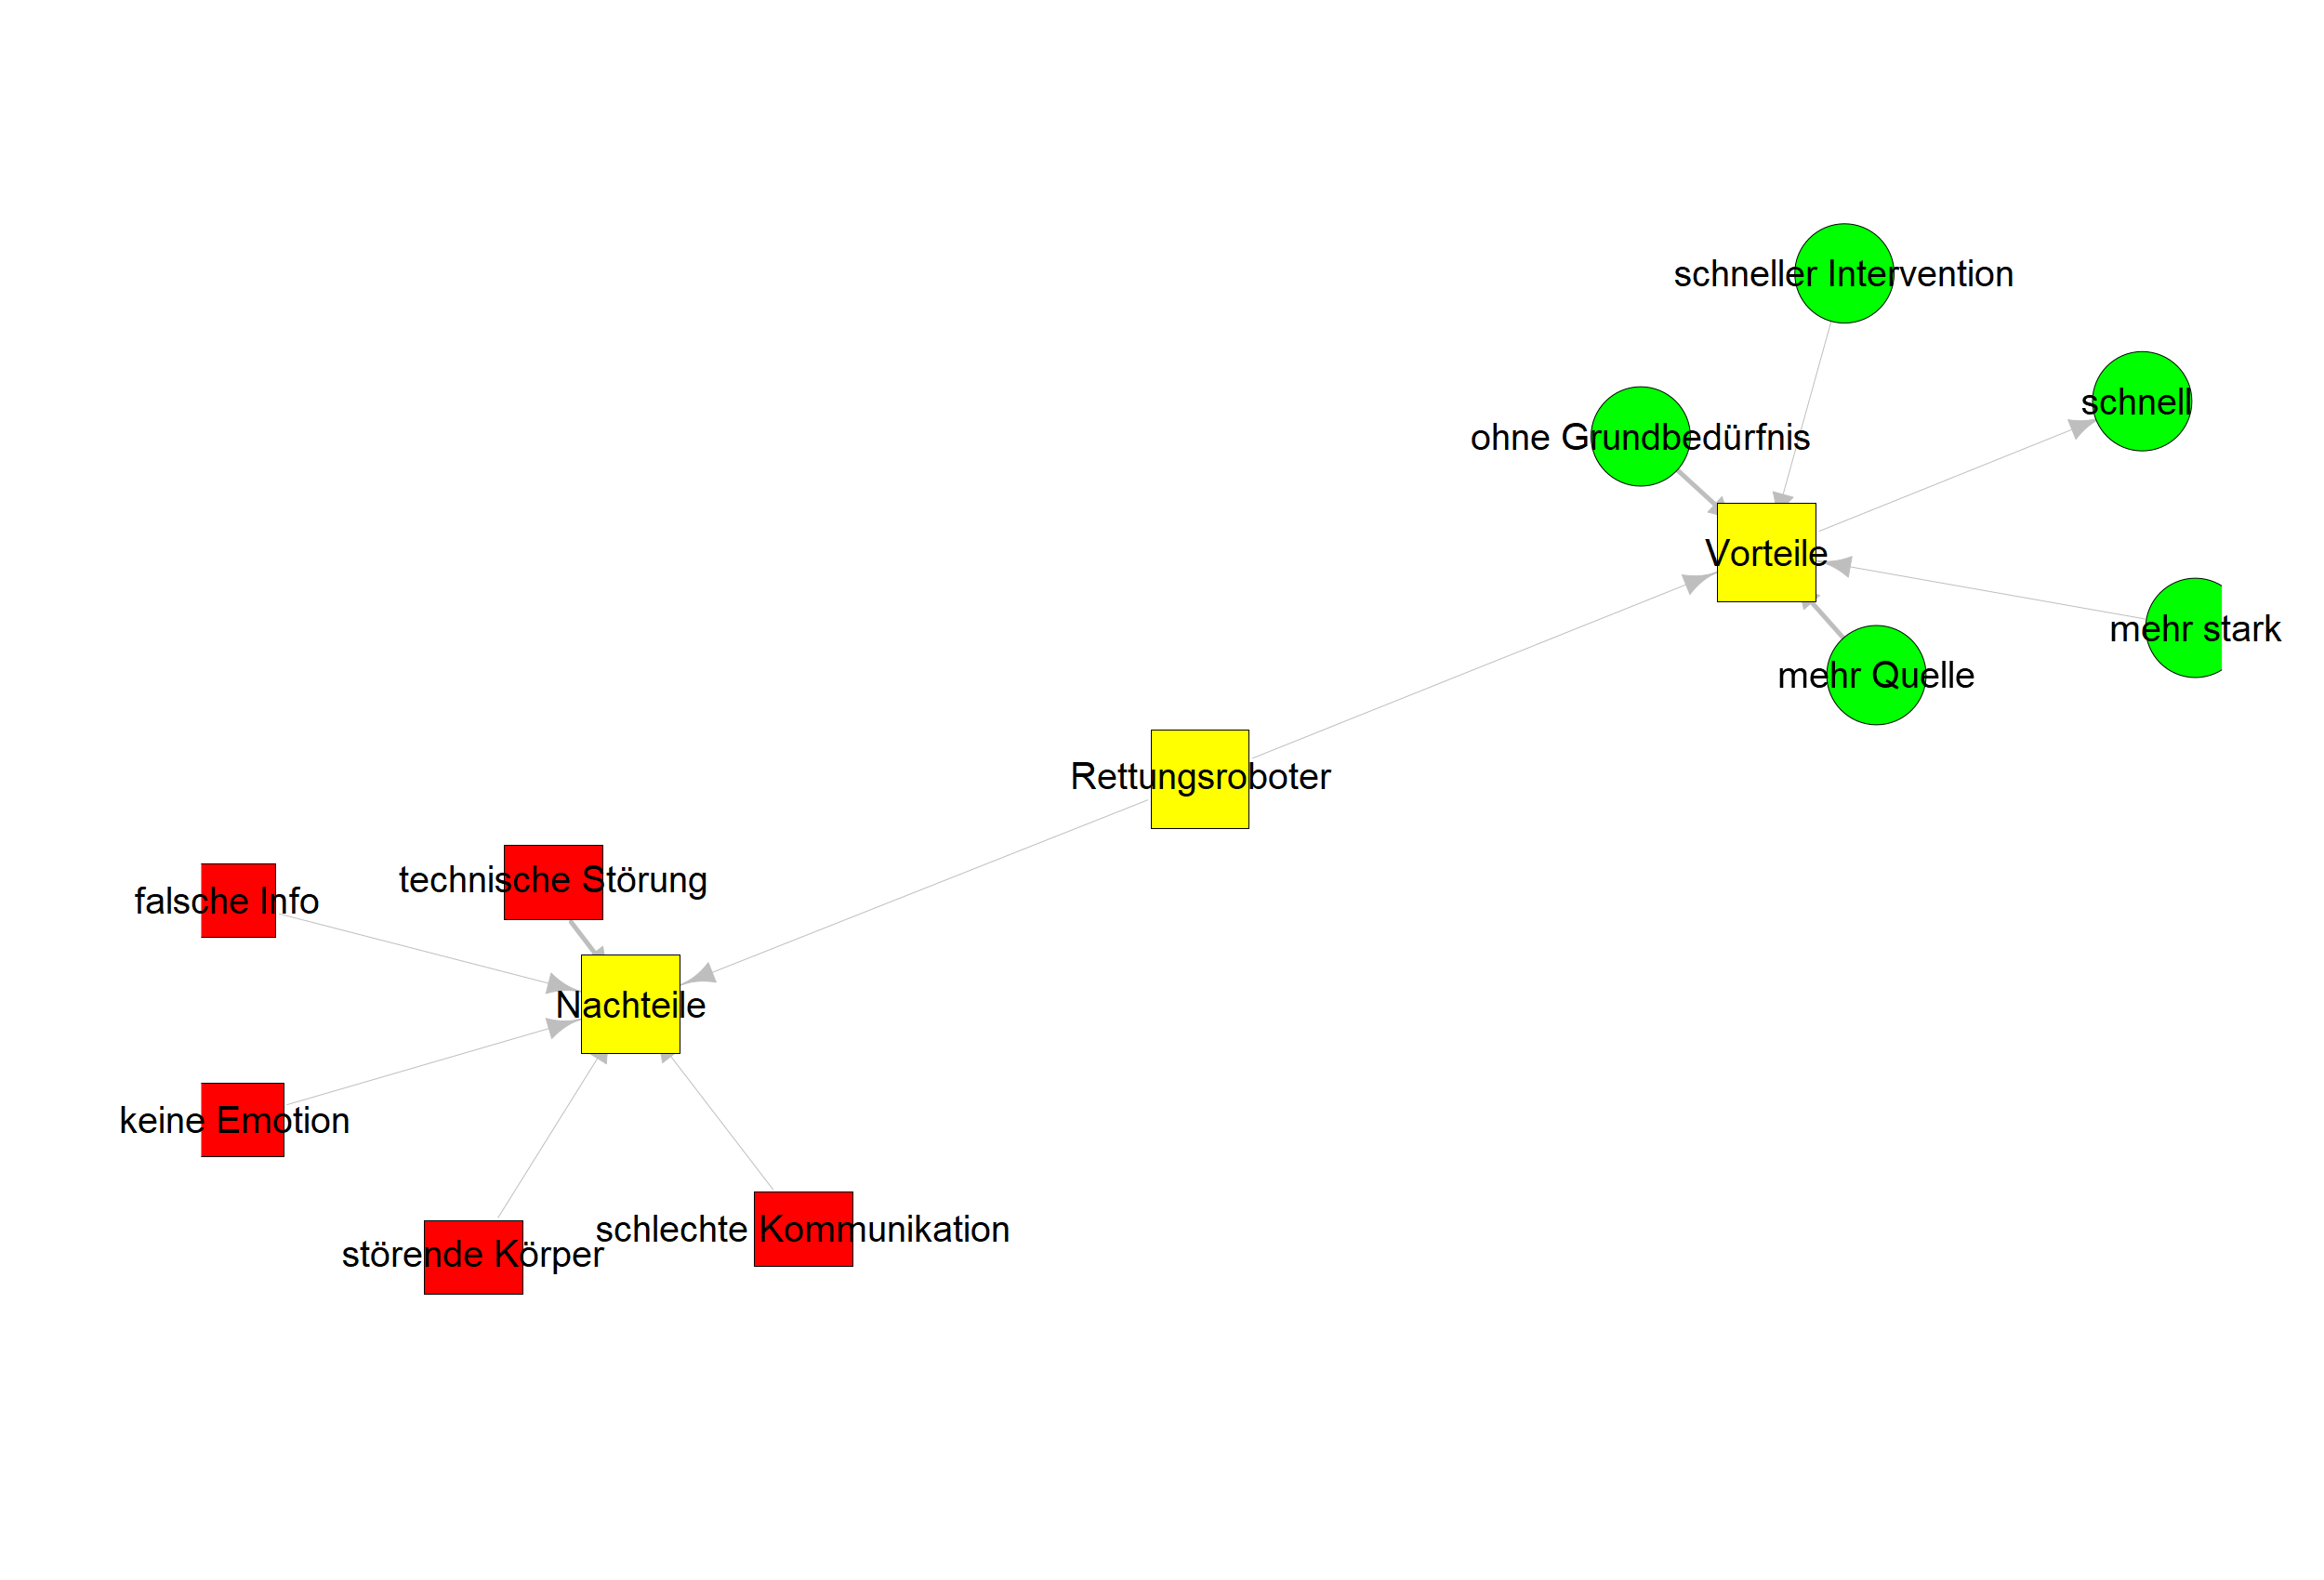 schneller Intervention
schnell
ohne Grundbedürfnis
Vorteile
mehr stark
mehr Quelle
Rettungsroboter
technische Störung
falsche Info
Nachteile
keine Emotion
schlechte Kommunikation
störende Körper